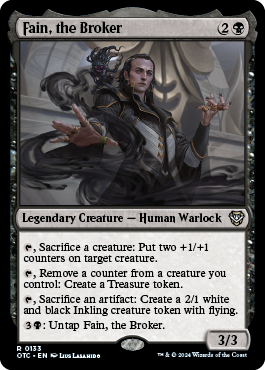 Fain, the Broker 2
Legendary Creature — Human Warlock
, Sacrifice a creature: Put two +1/+1
counters on target creature.
, Remove a counter from a creature
you control: Create a Treasure token.
, Sacrifice an artifact: Create a 2/1 white
and black Inkling creature token with flying.
3: Untap Fain, the Broker.
3/3
R 0133
OTC • EN Lius Lasahido
™ & © 2024 Wizards of the Coast